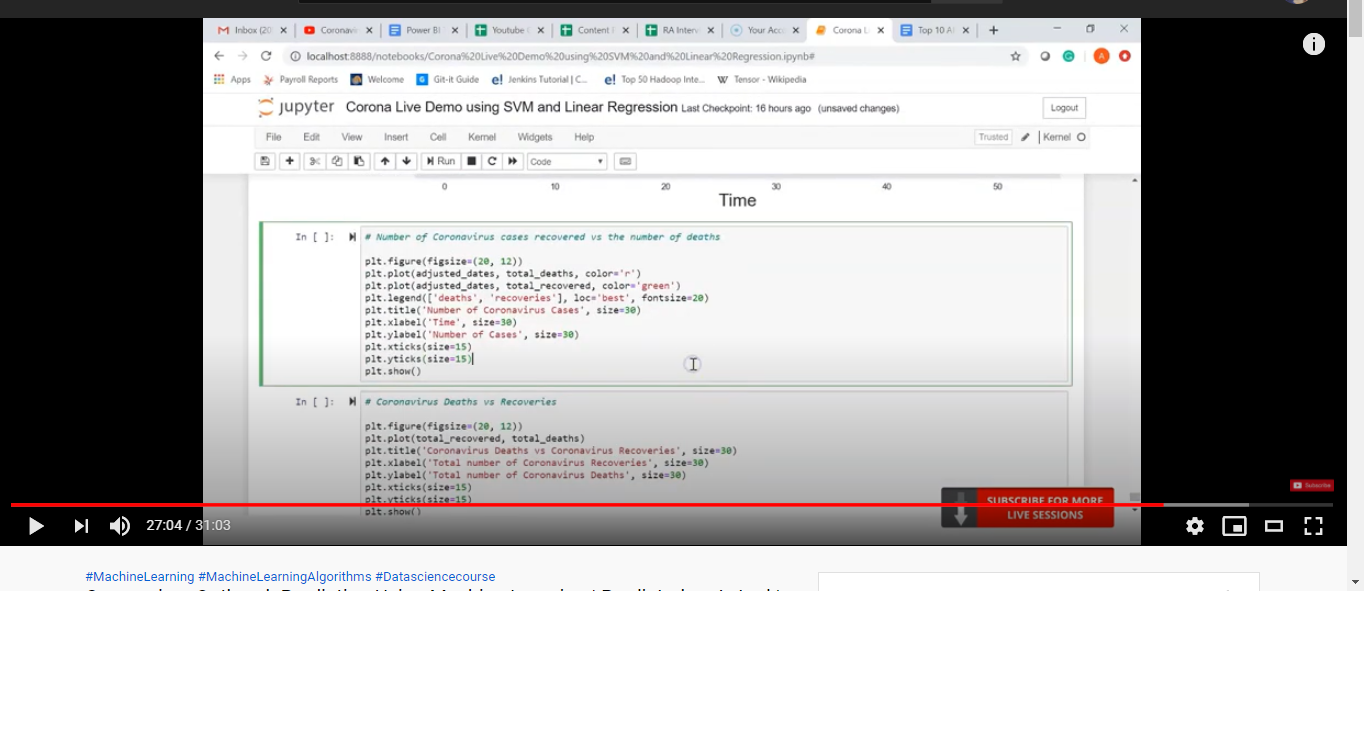 Inbox (20
Coronavi
Power BI
Youtube
Content
RA Interv
Your Acc
Corona L
Top 10 A
localhost:8888/notebooks/Corona%20Live%20Demo%20using%20SVM%20and%20Linear%20Regression.ipynb#
Apps
Payroll Reports
Welcome
Git-it Guide
Jenkins Tutorial | C...
Top 50 Hadoop Inte...
Tensor - Wikipedia
jupyter Corona Live Demo using SVM and Linear Regression Last Checkpoint: 16 hours ago (unsaved changes)
Logout
File Edit View Insert Cell Kernel Widgets Help
Trusted
Kernel
Run
Code
0 10 20 30 40 50
Time
In [ ]:
# Number of Coronavirus cases recovered vs the number of deaths
plt.figure(figsize=(20, 12))
plt.plot(adjusted_dates, total_deaths, color='r')
plt.plot(adjusted_dates, total_recovered, color='green')
plt.legend(['deaths', 'recoveries'], loc='best', fontsize=20)
plt.title('Number of Coronavirus Cases', size=30)
plt.xlabel('Time', size=30)
plt.ylabel('Number of Cases', size=30)
plt.xticks(size=15)
plt.yticks(size=15)
plt.show()
In [ ]:
# Coronavirus Deaths vs Recoveries
plt.figure(figsize=(20, 12))
plt.plot(total_recovered, total_deaths)
plt.title('Coronavirus Deaths vs Coronavirus Recoveries', size=30)
plt.xlabel('Total number of Coronavirus Recoveries', size=30)
plt.ylabel('Total number of Coronavirus Deaths', size=30)
plt.xticks(size=15)
plt.yticks(size=15)
plt.show()
Subscribe
SUBSCRIBE FOR MORE
LIVE SESSIONS
27:04 / 31:03
#MachineLearning #MachineLearningAlgorithms #Datasciencecourse